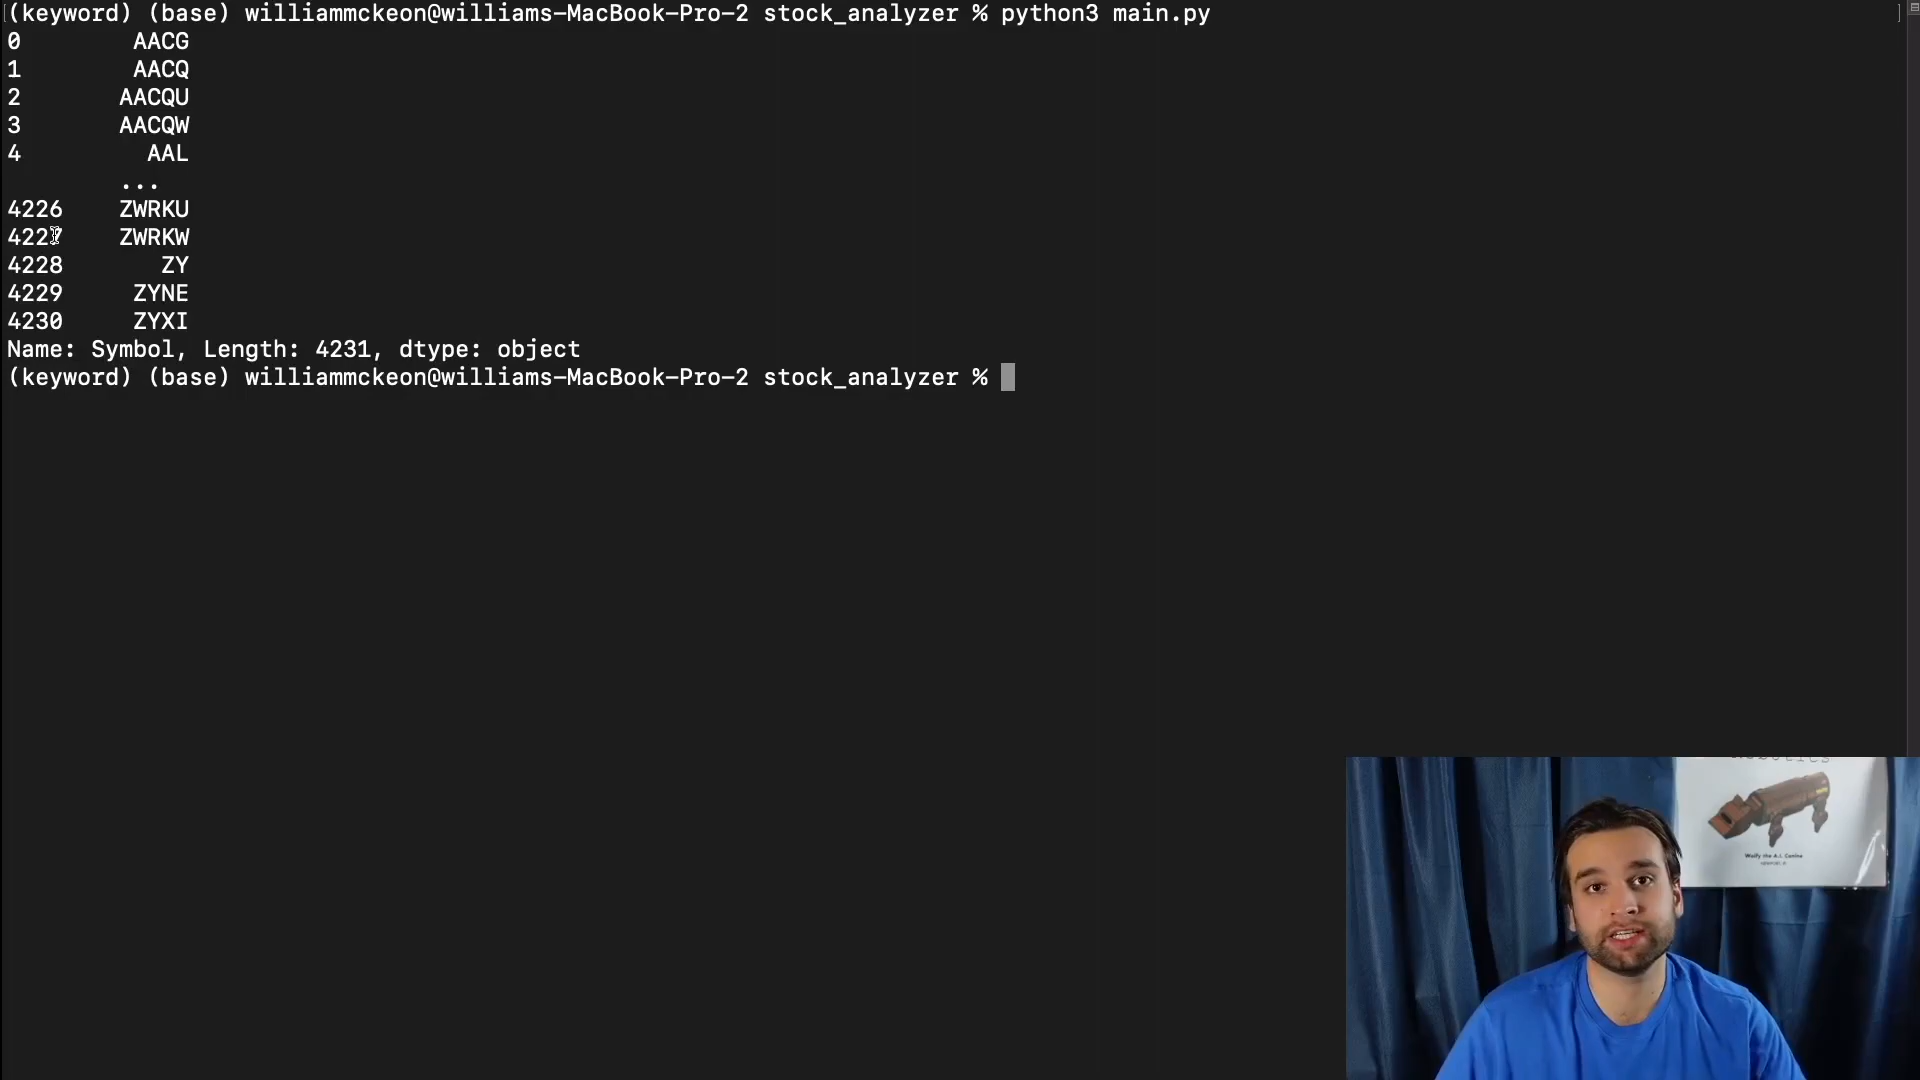 (keyword) (base) williammckeon@williams-MacBook-Pro-2 stock_analyzer % python3 main.py
0 AACG
1 AACQ
2 AACQU
3 AACQW
4 AAL
...
4226 ZWRKU
4227 ZWRKW
4228 ZY
4229 ZYNE
4230 ZYXI
Name: Symbol, Length: 4231, dtype: object
(keyword) (base) williammckeon@williams-MacBook-Pro-2 stock_analyzer %